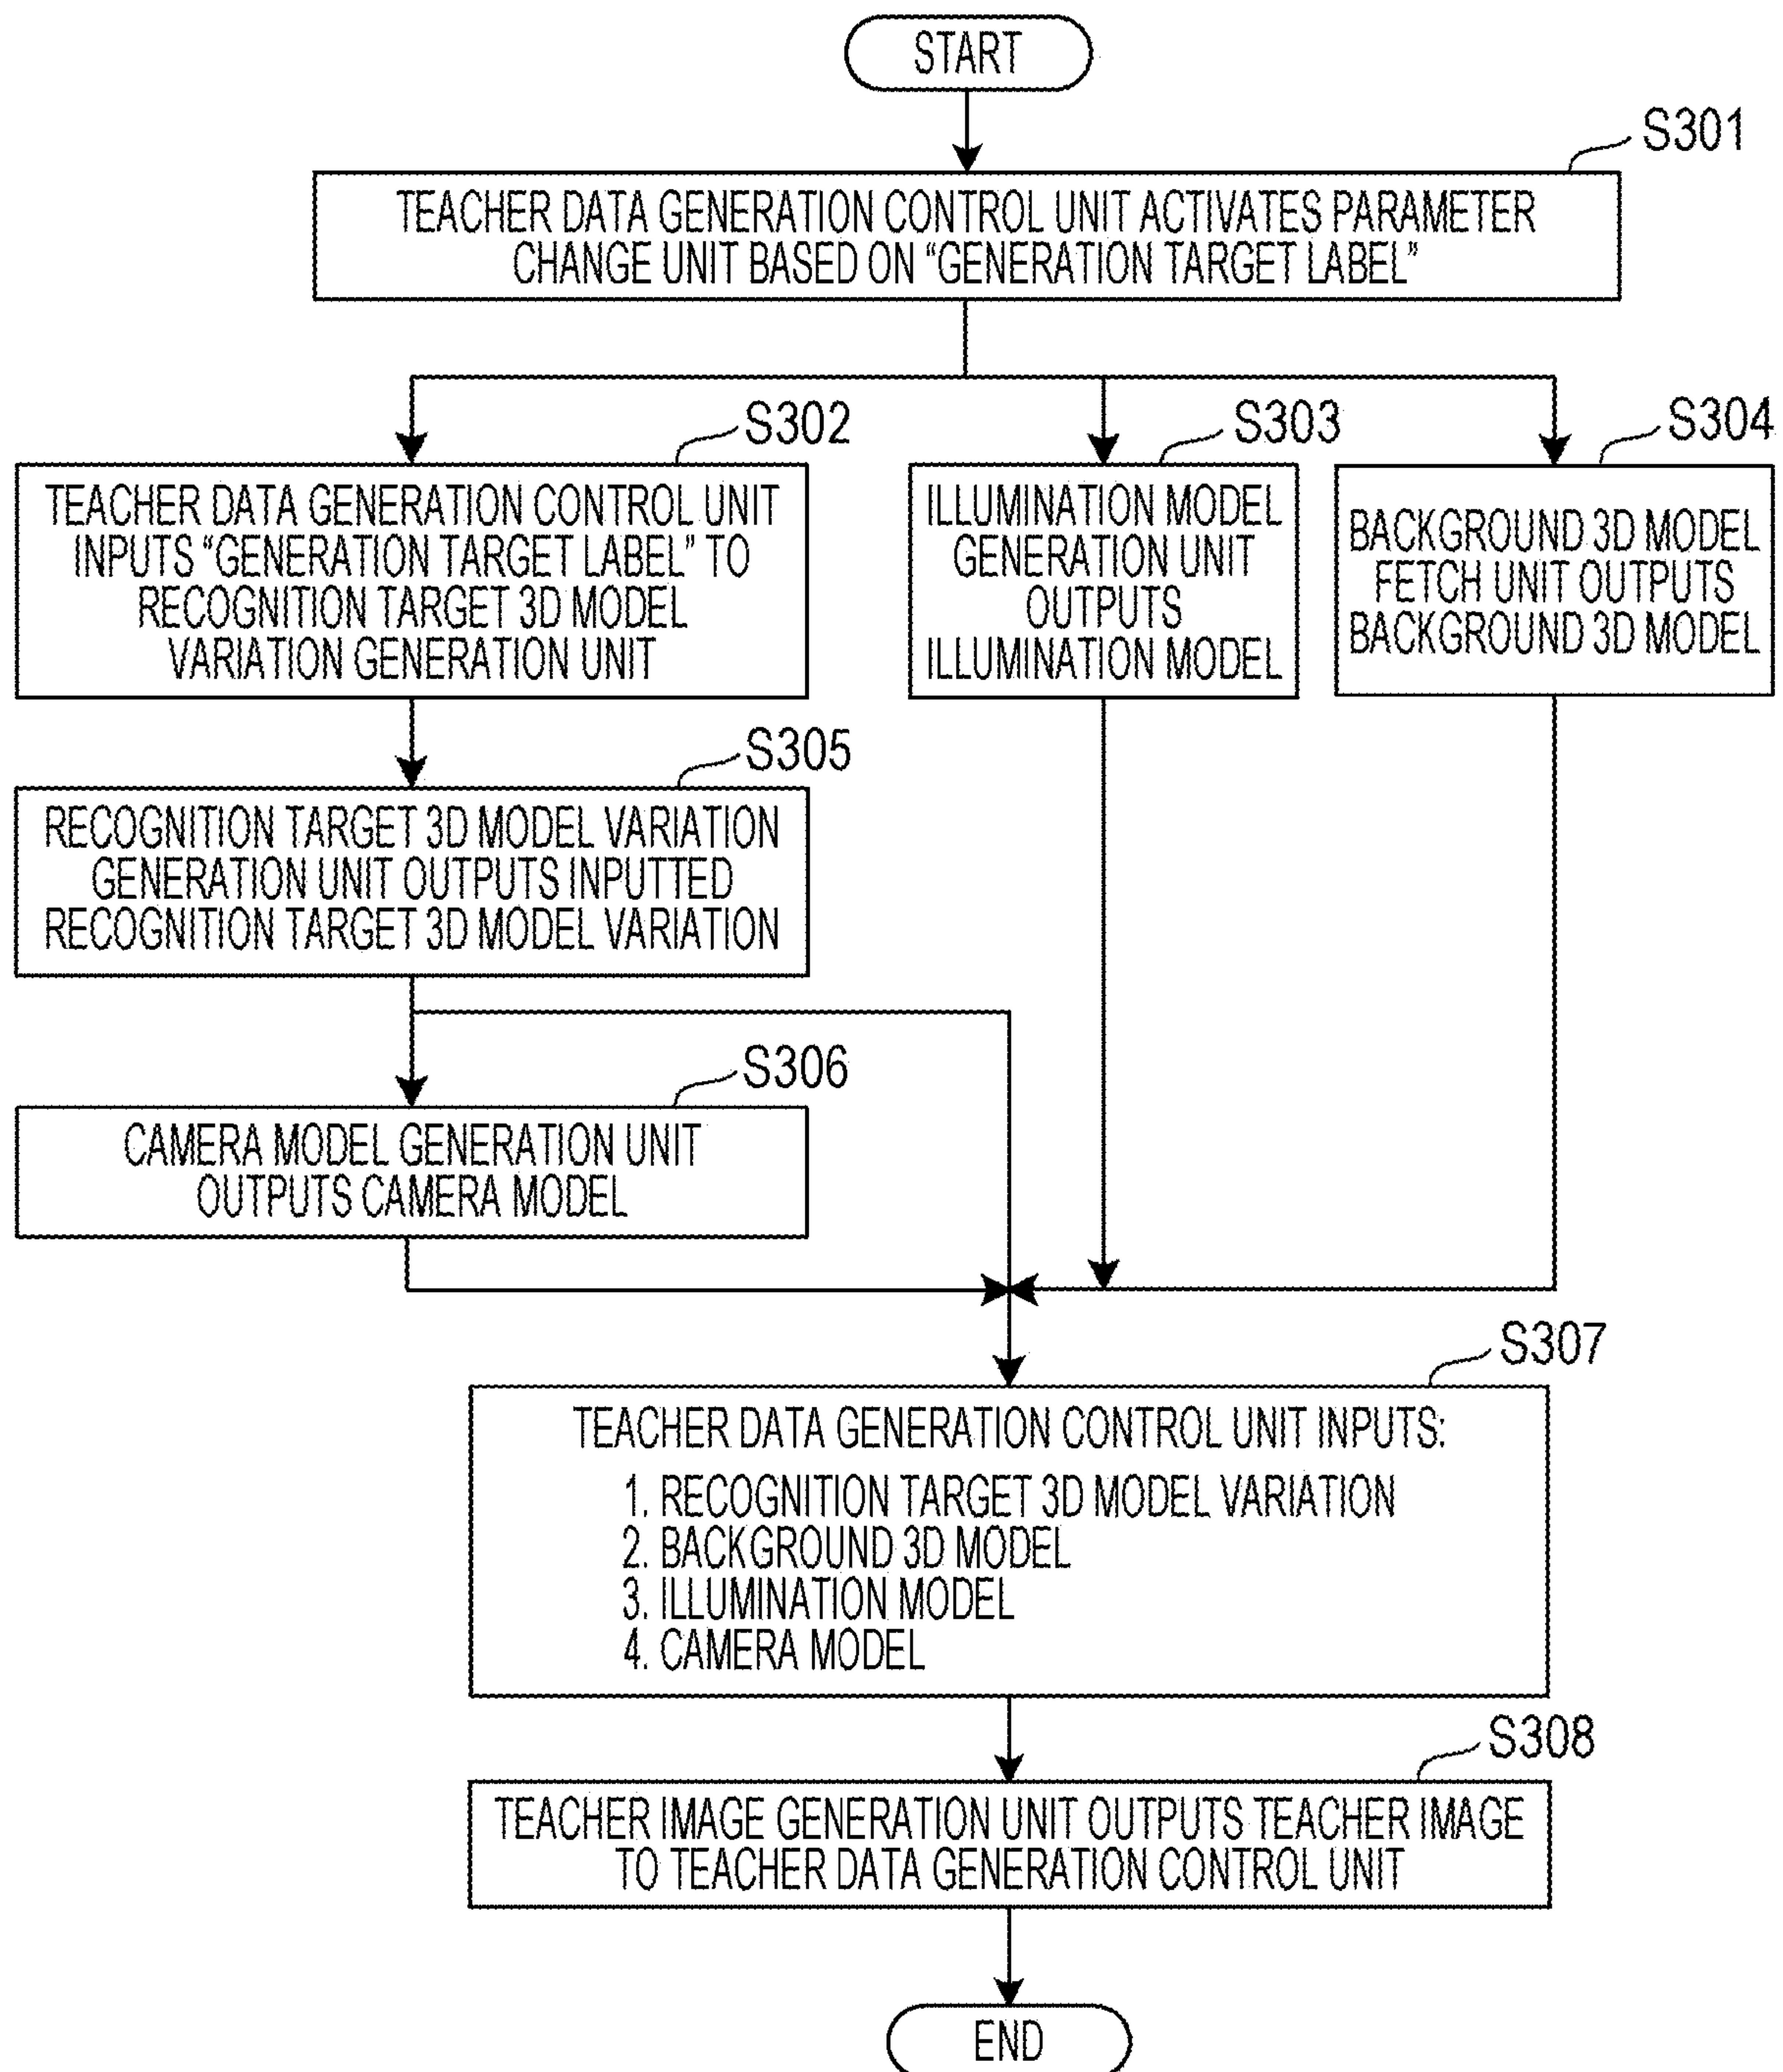 START
S301
TEACHER DATA GENERATION CONTROL UNIT ACTIVATES PARAMETER
CHANGE UNIT BASED ON “GENERATION TARGET LABEL”
S302
TEACHER DATA GENERATION CONTROL UNIT
INPUTS “GENERATION TARGET LABEL” TO
RECOGNITION TARGET 3D MODEL
VARIATION GENERATION UNIT
S303
ILLUMINATION MODEL
GENERATION UNIT
OUTPUTS
ILLUMINATION MODEL
S304
BACKGROUND 3D MODEL
FETCH UNIT OUTPUTS
BACKGROUND 3D MODEL
S305
RECOGNITION TARGET 3D MODEL VARIATION
GENERATION UNIT OUTPUTS INPUTTED
RECOGNITION TARGET 3D MODEL VARIATION
S306
CAMERA MODEL GENERATION UNIT
OUTPUTS CAMERA MODEL
S307
TEACHER DATA GENERATION CONTROL UNIT INPUTS:
1. RECOGNITION TARGET 3D MODEL VARIATION
2. BACKGROUND 3D MODEL
3. ILLUMINATION MODEL
4. CAMERA MODEL
S308
TEACHER IMAGE GENERATION UNIT OUTPUTS TEACHER IMAGE
TO TEACHER DATA GENERATION CONTROL UNIT
END